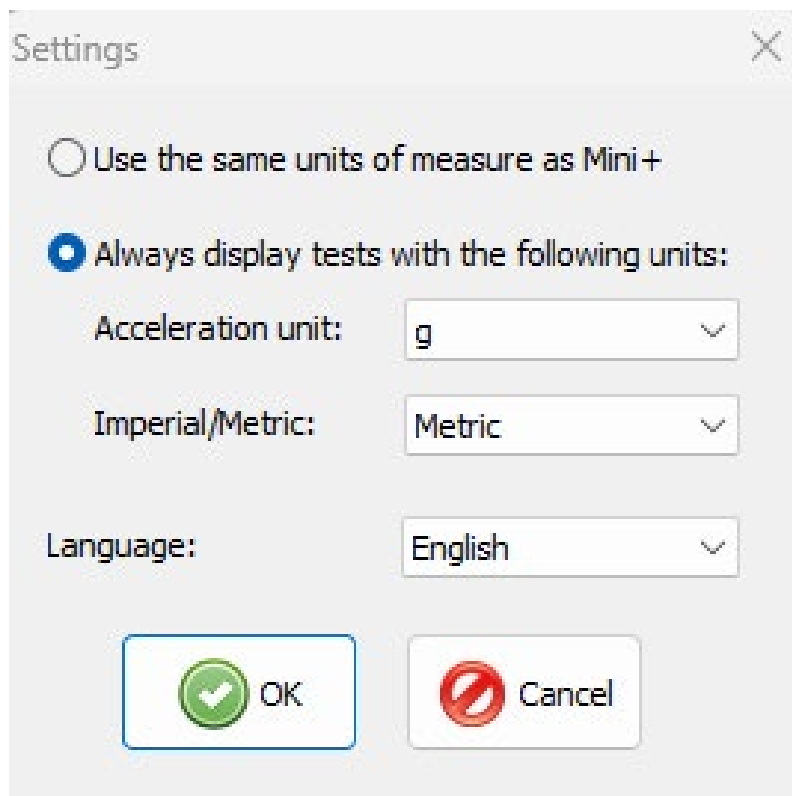 Settings
Use the same units of measure as Mini+
Always display tests with the following units:
Acceleration unit: g
Imperial/Metric: Metric
Language: English
OK Cancel